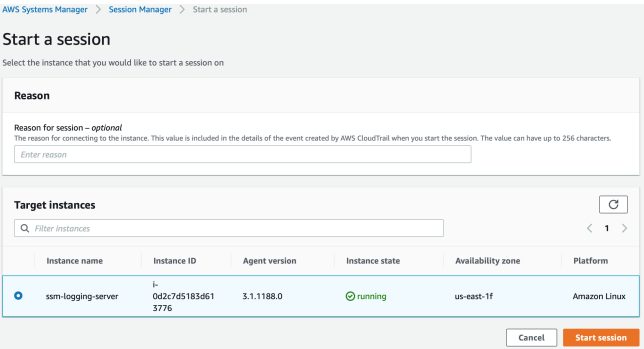 AWS Systems Manager > Session Manager > Start a session
Start a session
Select the instance that you would like to start a session on
Reason
Reason for session – optional
The reason for connecting to the instance. This value is included in the details of the event created by AWS CloudTrail when you start the session. The value can have up to 256 characters.
Enter reason
Target instances
Filter instances
< 1 >
Instance name Instance ID Agent version Instance state Availability zone Platform
ssm-logging-server i-0d2c7d5183d613776 3.1.1188.0 running us-east-1f Amazon Linux
Cancel Start session